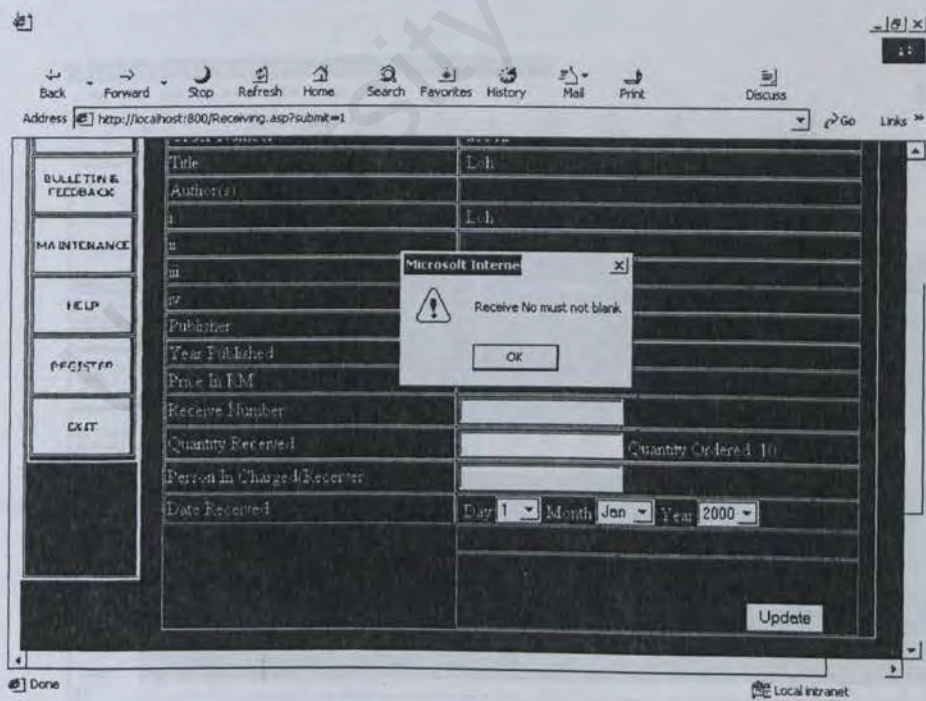 Back Forward Stop Refresh Home Search Favorites History Mail Print Discuss
Address http://localhost:800/Receiving.asp?submit=1 Go Links »
Title Loh
BULLETIN & FEEDBACK
Author(s)
i Loh
MAINTENANCE
ii
iii
Microsoft Interne
Receive No must not blank
OK
HELP
iv
Publisher
Year Published
REGISTER
Price In RM
Receive Number
EXIT
Quantity Received Quantity Ordered 10
Person In Charged/Receiver
Date Received Day 1 Month Jan Year 2000
Update
Done
Local intranet